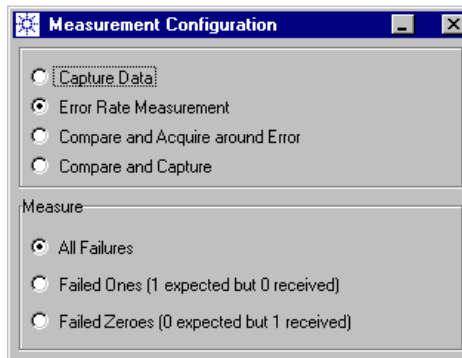 Measurement Configuration
Capture Data
Error Rate Measurement
Compare and Acquire around Error
Compare and Capture
Measure
All Failures
Failed Ones (1 expected but 0 received)
Failed Zeroes (0 expected but 1 received)